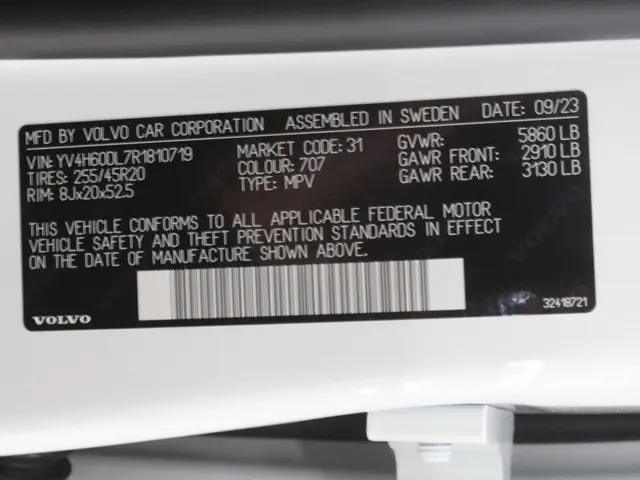 MFD BY VOLVO CAR CORPORATION ASSEMBLED IN SWEDEN DATE: 09/23
VIN: YV4H60DL7R1810719 MARKET CODE: 31 GVWR: 5860 LB
TIRES: 255/45R20 COLOUR: 707 GAWR FRONT: 2910 LB
RIM: 8Jx20x52.5 TYPE: MPV GAWR REAR: 3130 LB
THIS VEHICLE CONFORMS TO ALL APPLICABLE FEDERAL MOTOR
VEHICLE SAFETY AND THEFT PREVENTION STANDARDS IN EFFECT
ON THE DATE OF MANUFACTURE SHOWN ABOVE.
VOLVO
VOLVO 32418721